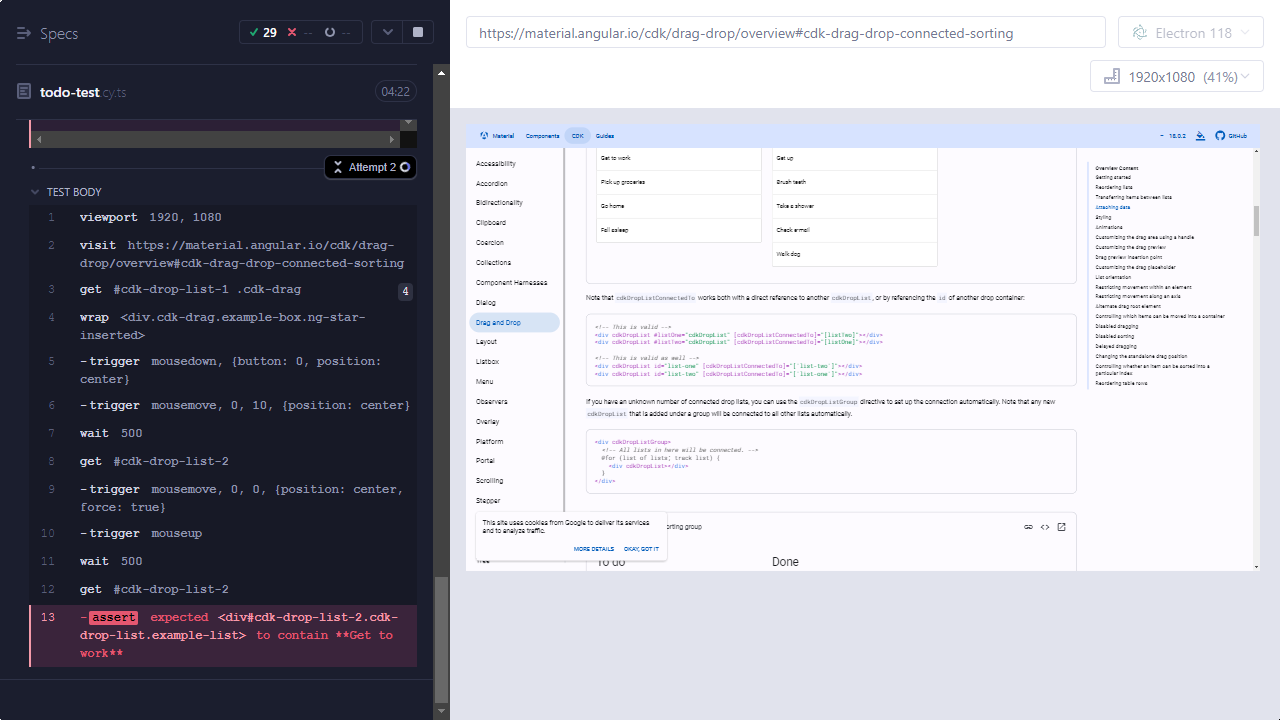 Specs
29
--
--
todo-test.cy.ts
04:22
Attempt 2
TEST BODY
1 viewport 1920, 1080
2 visit https://material.angular.io/cdk/drag-
drop/overview#cdk-drag-drop-connected-sorting
3 get #cdk-drop-list-1 .cdk-drag
4
4 wrap <div.cdk-drag.example-box.ng-star-
inserted>
5 -trigger mousedown, {button: 0, position:
center}
6 -trigger mousemove, 0, 10, {position: center}
7 wait 500
8 get #cdk-drop-list-2
9 -trigger mousemove, 0, 0, {position: center,
force: true}
10 -trigger mouseup
11 wait 500
12 get #cdk-drop-list-2
13 -assert expected <div#cdk-drop-list-2.cdk-
drop-list.example-list> to contain **Get to
work**
https://material.angular.io/cdk/drag-drop/overview#cdk-drag-drop-connected-sorting
Electron 118
1920x1080 (41%)
Material
Components
CDK
Guides
18.0.2
GitHub
Accessibility
Accordion
Bidirectionality
Clipboard
Coercion
Collections
Component Harnesses
Dialog
Drag and Drop
Layout
Listbox
Menu
Observers
Overlay
Platform
Portal
Scrolling
Stepper
Tree
Get to work
Pick up groceries
Go home
Fall asleep
Get up
Brush teeth
Take a shower
Check e-mail
Walk dog
Note that cdkDropListConnectedTo works both with a direct reference to another cdkDropList, or by referencing the id of another drop container:
<!-- This is valid -->
<div cdkDropList #listOne="cdkDropList" [cdkDropListConnectedTo]="[listTwo]"></div>
<div cdkDropList #listTwo="cdkDropList" [cdkDropListConnectedTo]="[listOne]"></div>
<!-- This is valid as well -->
<div cdkDropList id="list-one" [cdkDropListConnectedTo]="['list-two']"></div>
<div cdkDropList id="list-two" [cdkDropListConnectedTo]="['list-one']"></div>
If you have an unknown number of connected drop lists, you can use the cdkDropListGroup directive to set up the connection automatically. Note that any new
cdkDropList that is added under a group will be connected to all other lists automatically.
<div cdkDropListGroup>
<!-- All lists in here will be connected. -->
@for (list of lists; track list) {
<div cdkDropList></div>
}
</div>
orting group
To do
Done
This site uses cookies from Google to deliver its services
and to analyze traffic.
MORE DETAILS
OKAY, GOT IT
Overview Content
Getting started
Reordering lists
Transferring items between lists
Attaching data
Styling
Animations
Customizing the drag area using a handle
Customizing the drag preview
Drag preview insertion point
Customizing the drag placeholder
List orientation
Restricting movement within an element
Restricting movement along an axis
Alternate drag root element
Controlling which items can be moved into a container
Disabled dragging
Disabled sorting
Delayed dragging
Changing the standalone drag position
Controlling whether an item can be sorted into a
particular index
Reordering table rows